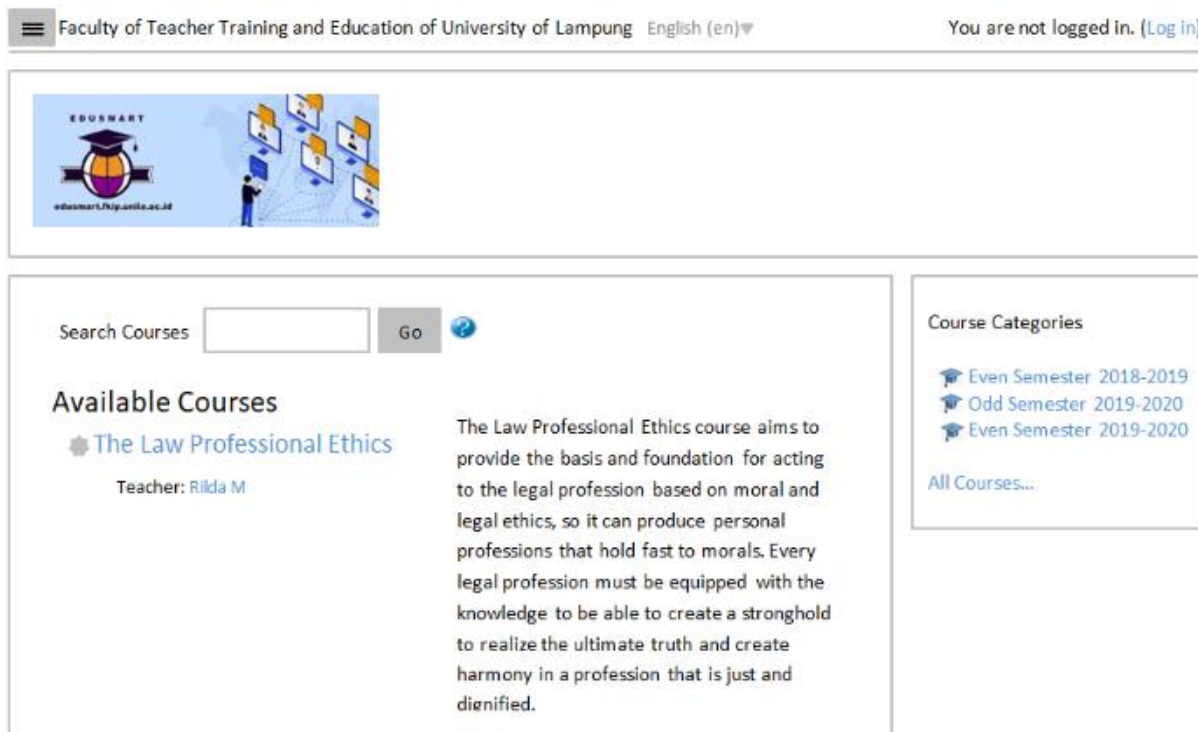 Faculty of Teacher Training and Education of University of Lampung English (en)
You are not logged in. (Log in)
EDUSMART
edusmart.fkip.unila.ac.id
Search Courses Go
Available Courses
The Law Professional Ethics
Teacher: Rilda M
The Law Professional Ethics course aims to
provide the basis and foundation for acting
to the legal profession based on moral and
legal ethics, so it can produce personal
professions that hold fast to morals. Every
legal profession must be equipped with the
knowledge to be able to create a stronghold
to realize the ultimate truth and create
harmony in a profession that is just and
dignified.
Course Categories
Even Semester 2018-2019
Odd Semester 2019-2020
Even Semester 2019-2020
All Courses...